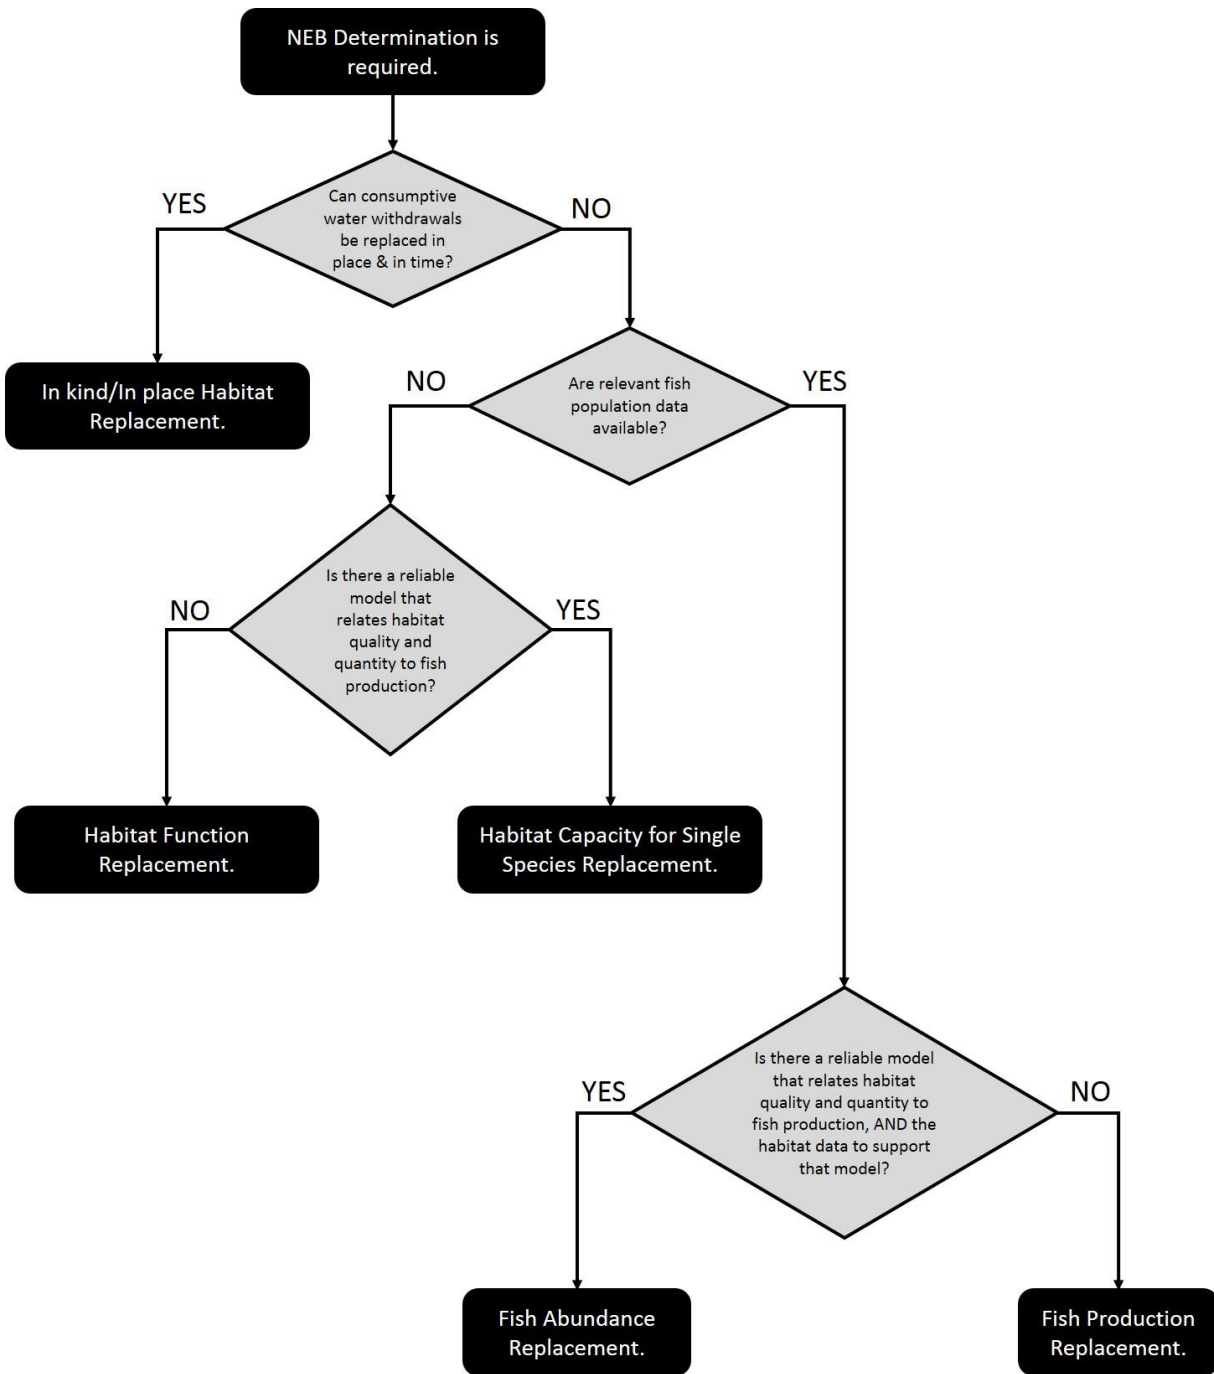 NEB Determination is
required.
Can consumptive
water withdrawals
be replaced in
place & in time?
YES
NO
In kind/In place Habitat
Replacement.
Are relevant fish
population data
available?
NO
YES
Is there a reliable
model that
relates habitat
quality and
quantity to fish
production?
NO
YES
Habitat Function
Replacement.
Habitat Capacity for Single
Species Replacement.
Is there a reliable model
that relates habitat
quality and quantity to
fish production, AND the
habitat data to support
that model?
YES
NO
Fish Abundance
Replacement.
Fish Production
Replacement.